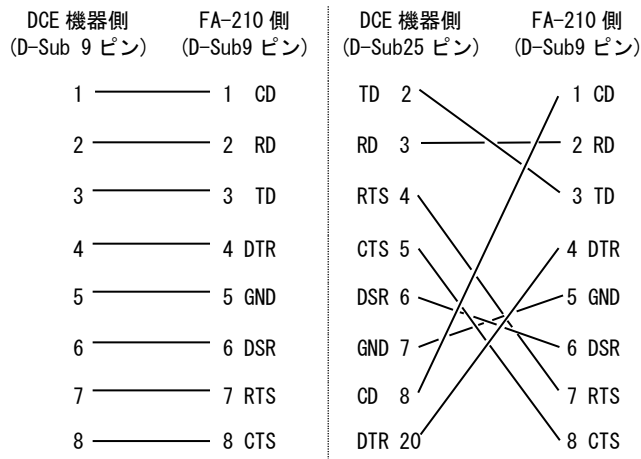 DCE 機器側 FA-210 側
(D-Sub 9 ピン) (D-Sub9 ピン)
1 1 CD
2 2 RD
3 3 TD
4 4 DTR
5 5 GND
6 6 DSR
7 7 RTS
8 8 CTS
DCE 機器側 FA-210 側
(D-Sub25 ピン) (D-Sub9 ピン)
TD 2 1 CD
RD 3 2 RD
RTS 4 3 TD
CTS 5 4 DTR
DSR 6 5 GND
GND 7 6 DSR
CD 8 7 RTS
DTR 20 8 CTS